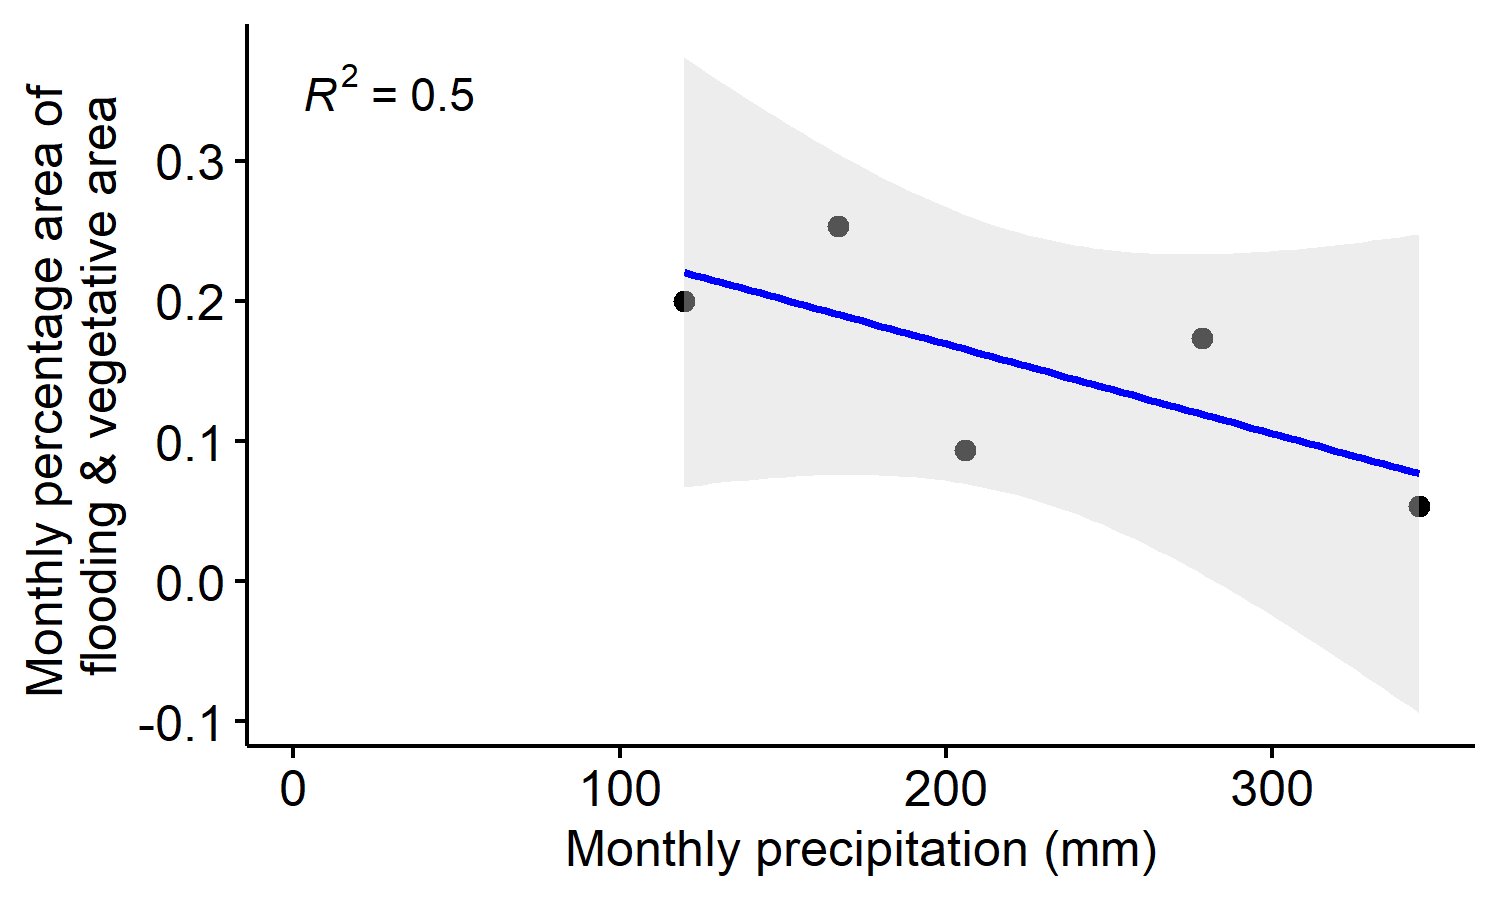 Monthly percentage area of
flooding & vegetative area
R² = 0.5
0.3
0.2
0.1
0.0
-0.1
0 100 200 300
Monthly precipitation (mm)